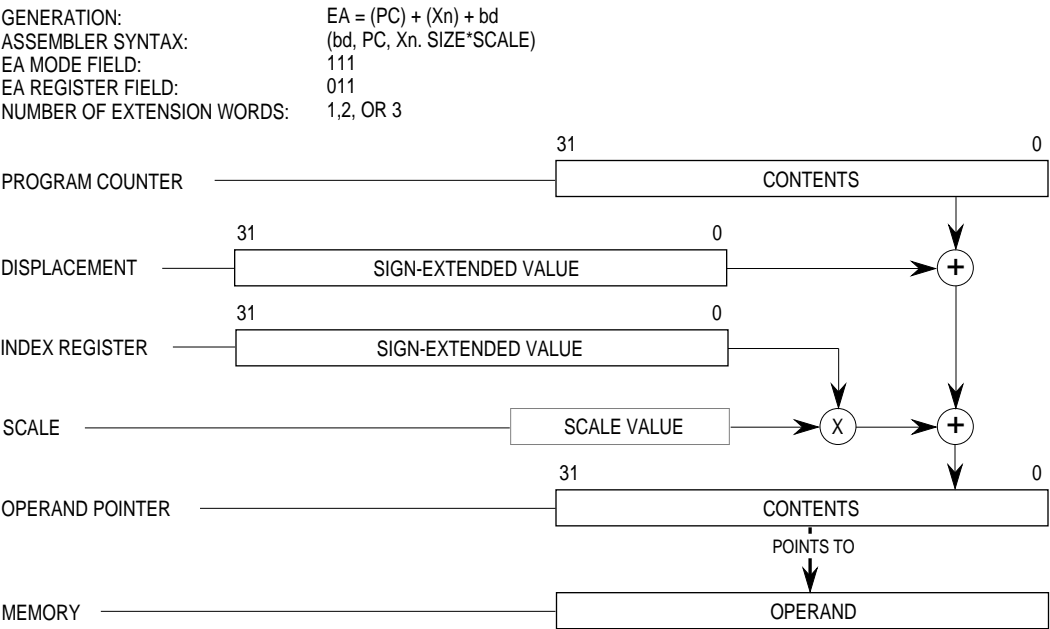 GENERATION: EA = (PC) + (Xn) + bd
ASSEMBLER SYNTAX: (bd, PC, Xn. SIZE*SCALE)
EA MODE FIELD: 111
EA REGISTER FIELD: 011
NUMBER OF EXTENSION WORDS: 1,2, OR 3
31 0
PROGRAM COUNTER CONTENTS
31 0
DISPLACEMENT SIGN-EXTENDED VALUE +
31 0
INDEX REGISTER SIGN-EXTENDED VALUE
SCALE SCALE VALUE X +
31 0
OPERAND POINTER CONTENTS
POINTS TO
MEMORY OPERAND